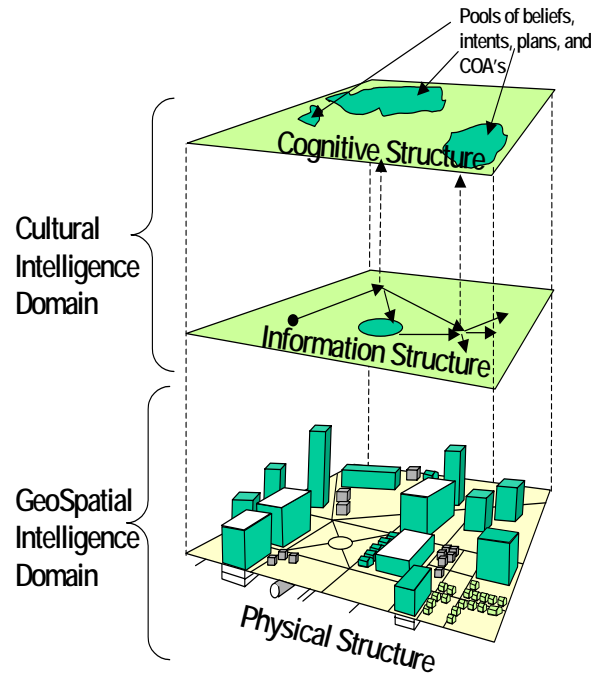 Pools of beliefs,
intents, plans, and
COA's
Cognitive Structure
Cultural
Intelligence
Domain
Information Structure
GeoSpatial
Intelligence
Domain
Physical Structure